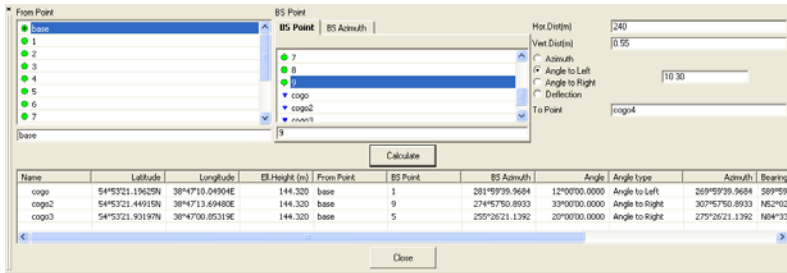 From Point
BS Point
base
1
2
3
4
5
6
7
base
BS Point BS Azimuth
7
8
9
cogo
cogo2
cogo3
9
Hor.Dist(m) 240
Vert.Dist(m) 0.55
Azimuth
Angle to Left
Angle to Right
Deflection
10 30
To Point cogo4
Calculate
Name Latitude Longitude Ell.Height (m) From Point BS Point BS Azimuth Angle Angle type Azimuth Bearing
cogo 54°53'21.19625N 38°47'10.04904E 144.320 base 1 281°59'39.9684 12°00'00.0000 Angle to Left 269°59'39.9684 S89°59
cogo2 54°53'21.44915N 38°47'13.69480E 144.320 base 9 274°57'50.8933 33°00'00.0000 Angle to Right 307°57'50.8933 N52°02
cogo3 54°53'21.93197N 38°47'00.85319E 144.320 base 5 255°26'21.1392 20°00'00.0000 Angle to Right 275°26'21.1392 N84°33
Close